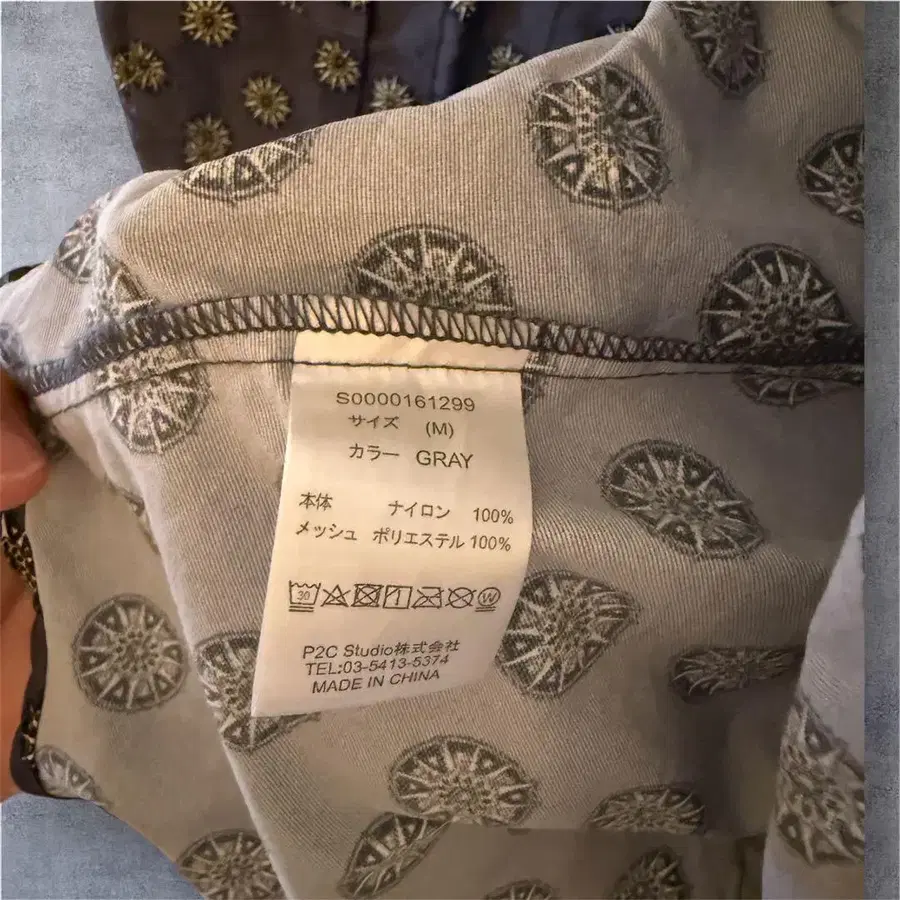 S0000161299
サイズ (M)
カラー GRAY
本体 ナイロン 100%
メッシュ ポリエステル 100%
30 W
P2C Studio株式会社
TEL:03-5413-5374
MADE IN CHINA